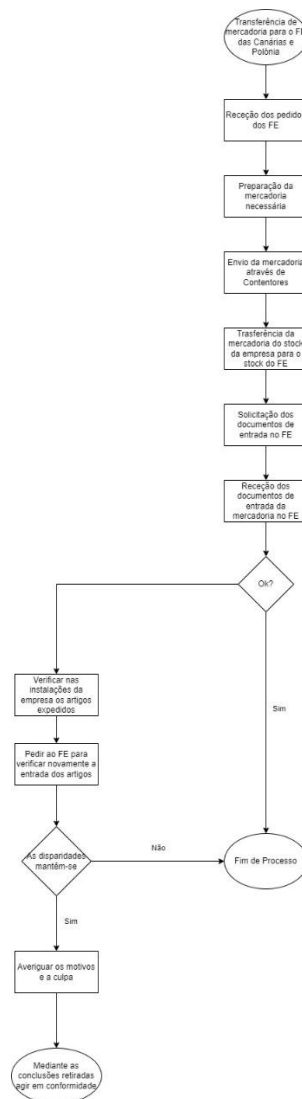 Transferência de
mercadoria para o FE
das Canárias e
Polónia
Receção dos pedidos
dos FE
Preparação da
mercadoria
necessária
Envio da mercadoria
através de
Contentores
Trasferência da
mercadoria do stock
da empresa para o
stock do FE
Solicitação dos
documentos de
entrada no FE
Receção dos
documentos de
entrada da
mercadoria no FE
Ok?
Sim
Verificar nas
instalações da
empresa os artigos
expedidos
Pedir ao FE para
verificar novamente a
entrada dos artigos
As disparidades
mantêm-se
Não
Fim de Processo
Sim
Averiguar os motivos
e a culpa
Mediante as
conclusões retiradas
agir em conformidade